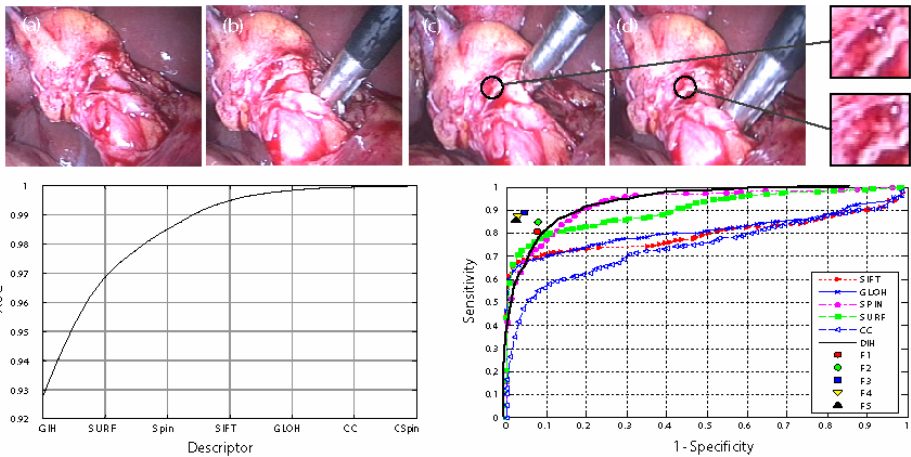 (a)
(b)
(c)
(d)
1
0.99
0.98
0.97
0.96
0.95
0.94
0.93
0.92
GIH SURF Spin SIFT GLOH CC CSpin
Descriptor
Sensitivity
1
0.9
0.8
0.7
0.6
0.5
0.4
0.3
0.2
0.1
0
0 0.1 0.2 0.3 0.4 0.5 0.6 0.7 0.8 0.9 1
1 - Specificity
SIFT
GLOH
SPIN
SURF
CC
DIH
F1
F2
F3
F4
F5